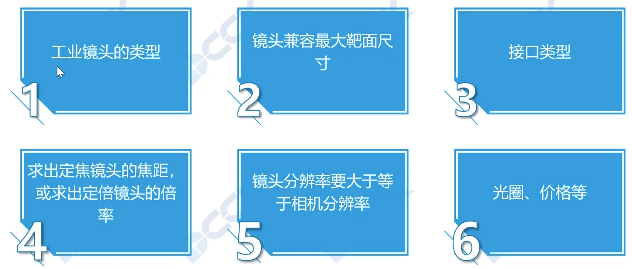 工业镜头的类型
1
镜头兼容最大靶面尺
寸
2
接口类型
3
求出定焦镜头的焦距，
或求出定倍镜头的倍
率
4
镜头分辨率要大于等
于相机分辨率
5
光圈、价格等
6